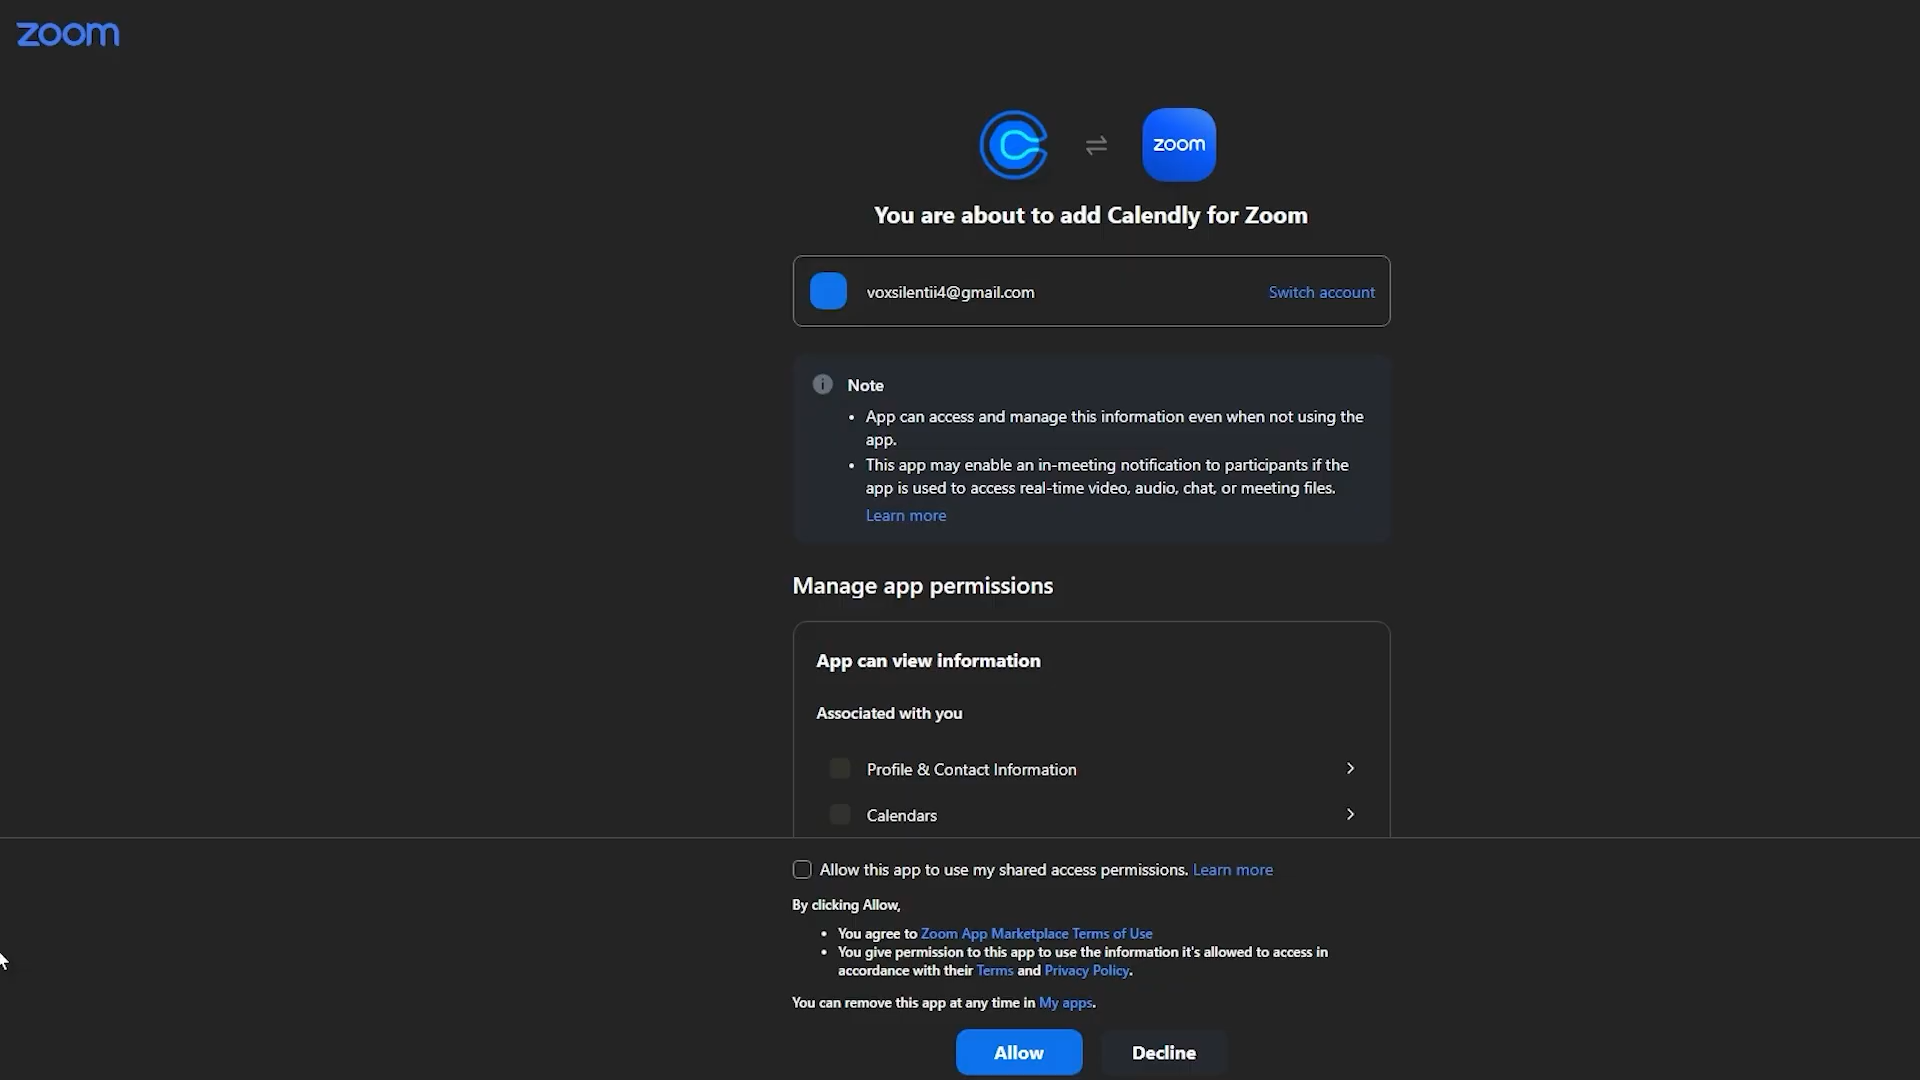 zoom
zoom
You are about to add Calendly for Zoom
voxsilentii4@gmail.com
Switch account
Note
• App can access and manage this information even when not using the
app.
• This app may enable an in-meeting notification to participants if the
app is used to access real-time video, audio, chat, or meeting files.
Learn more
Manage app permissions
App can view information
Associated with you
Profile & Contact Information
Calendars
Allow this app to use my shared access permissions. Learn more
By clicking Allow,
• You agree to Zoom App Marketplace Terms of Use
• You give permission to this app to use the information it's allowed to access in
accordance with their Terms and Privacy Policy.
You can remove this app at any time in My apps.
Allow
Decline